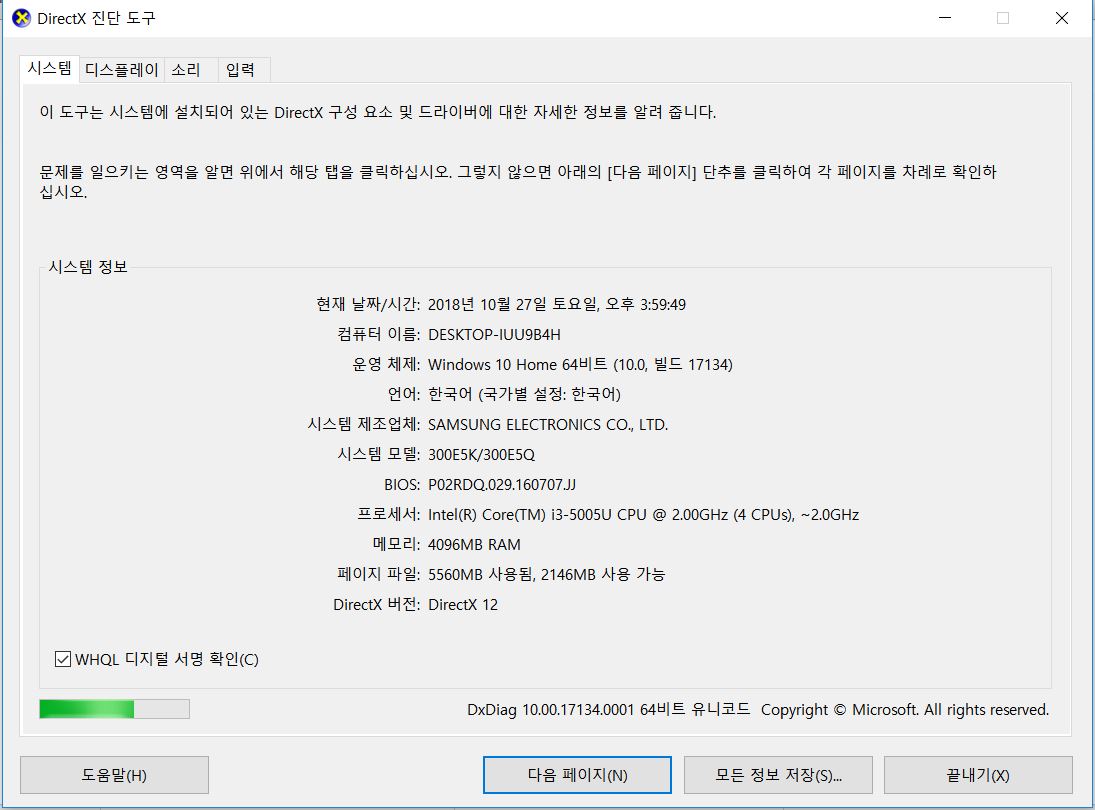 DirectX 진단 도구
시스템 디스플레이 소리 입력
이 도구는 시스템에 설치되어 있는 DirectX 구성 요소 및 드라이버에 대한 자세한 정보를 알려 줍니다.
문제를 일으키는 영역을 알면 위에서 해당 탭을 클릭하십시오. 그렇지 않으면 아래의 [다음 페이지] 단추를 클릭하여 각 페이지를 차례로 확인하
십시오.
시스템 정보
현재 날짜/시간: 2018년 10월 27일 토요일, 오후 3:59:49
컴퓨터 이름: DESKTOP-IUU9B4H
운영 체제: Windows 10 Home 64비트 (10.0, 빌드 17134)
언어: 한국어 (국가별 설정: 한국어)
시스템 제조업체: SAMSUNG ELECTRONICS CO., LTD.
시스템 모델: 300E5K/300E5Q
BIOS: P02RDQ.029.160707.JJ
프로세서: Intel(R) Core(TM) i3-5005U CPU @ 2.00GHz (4 CPUs), ~2.0GHz
메모리: 4096MB RAM
페이지 파일: 5560MB 사용됨, 2146MB 사용 가능
DirectX 버전: DirectX 12
WHQL 디지털 서명 확인(C)
DxDiag 10.00.17134.0001 64비트 유니코드 Copyright © Microsoft. All rights reserved.
도움말(H) 다음 페이지(N) 모든 정보 저장(S)... 끝내기(X)